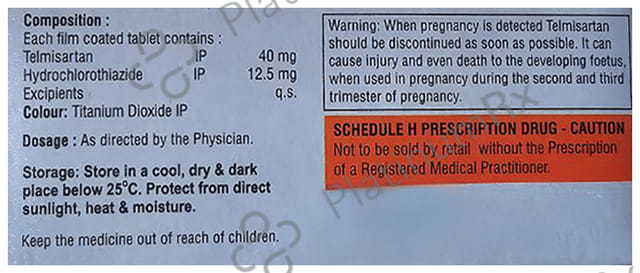 Composition :
Each film coated tablet contains :
Telmisartan IP 40 mg
Hydrochlorothiazide IP 12.5 mg
Excipients q.s.
Colour: Titanium Dioxide IP
Dosage : As directed by the Physician.
Storage: Store in a cool, dry & dark
place below 25°C. Protect from direct
sunlight, heat & moisture.
Keep the medicine out of reach of children.
Warning: When pregnancy is detected Telmisartan
should be discontinued as soon as possible. It can
cause injury and even death to the developing foetus,
when used in pregnancy during the second and third
trimester of pregnancy.
SCHEDULE H PRESCRIPTION DRUG - CAUTION
Not to be sold by retail without the Prescription
of a Registered Medical Practitioner.